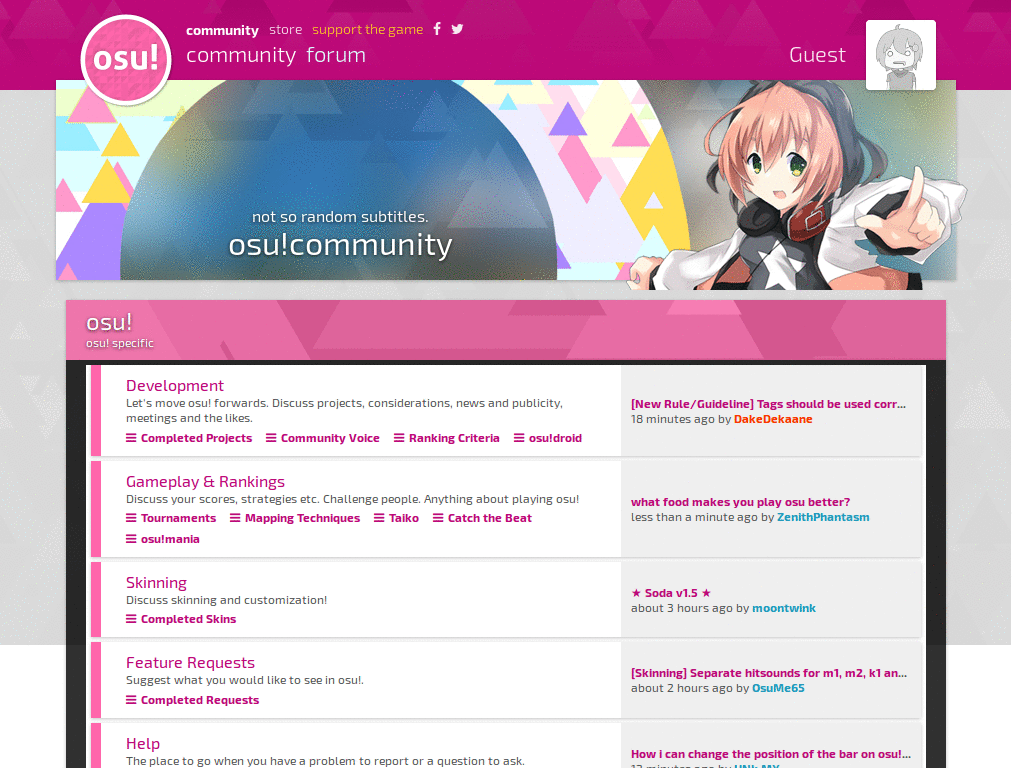 osu!
community store support the game
community forum
Guest
not so random subtitles.
osu!community
osu!
osu! specific
Development
Let's move osu! forwards. Discuss projects, considerations, news and publicity,
meetings and the likes.
Completed Projects Community Voice Ranking Criteria osu!droid
[New Rule/Guideline] Tags should be used corr...
18 minutes ago by DakeDekaane
Gameplay & Rankings
Discuss your scores, strategies etc. Challenge people. Anything about playing osu!
Tournaments Mapping Techniques Taiko Catch the Beat
osu!mania
what food makes you play osu better?
less than a minute ago by ZenithPhantasm
Skinning
Discuss skinning and customization!
Completed Skins
★ Soda v1.5 ★
about 3 hours ago by moontwink
Feature Requests
Suggest what you would like to see in osu!.
Completed Requests
[Skinning] Separate hitsounds for m1, m2, k1 an...
about 2 hours ago by OsuMe65
Help
The place to go when you have a problem to report or a question to ask.
How i can change the position of the bar on osu!...
minutes ago by